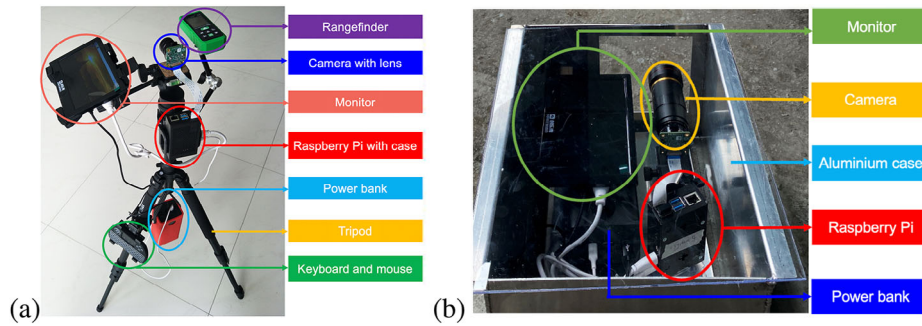 Rangefinder
Camera with lens
Monitor
Raspberry Pi with case
Power bank
Tripod
Keyboard and mouse
(a)
Monitor
Camera
Aluminium case
Raspberry Pi
Power bank
(b)